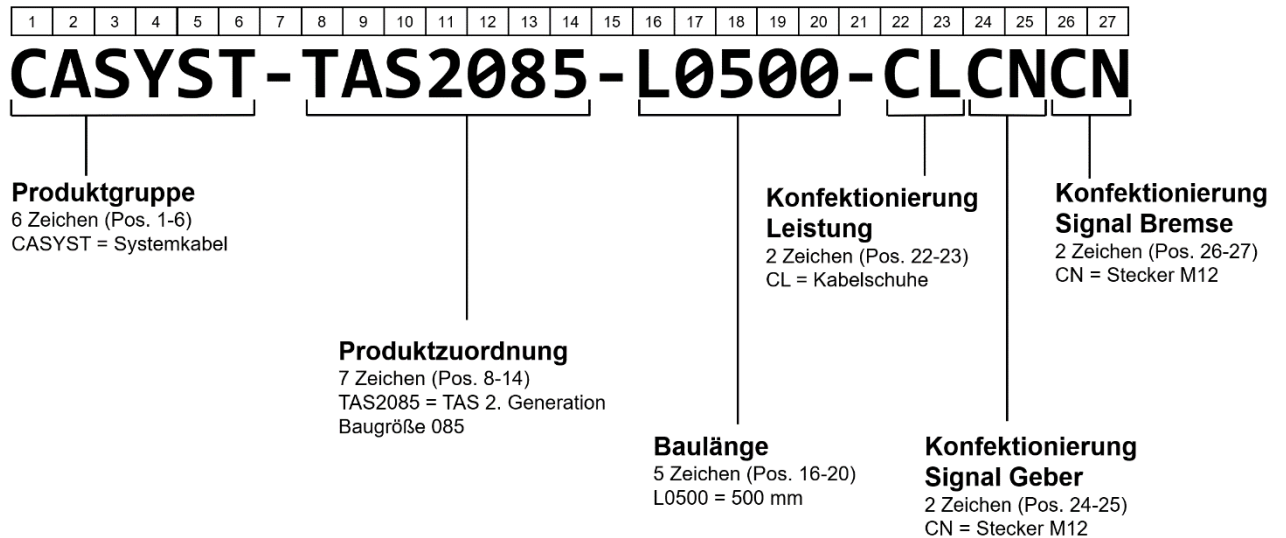 1 2 3 4 5 6 7 8 9 10 11 12 13 14 15 16 17 18 19 20 21 22 23 24 25 26 27
CASYST-TAS2085-L0500-CLCNCN
Produktgruppe
6 Zeichen (Pos. 1-6)
CASYST = Systemkabel
Produktzuordnung
7 Zeichen (Pos. 8-14)
TAS2085 = TAS 2. Generation
Baugröße 085
Baulänge
5 Zeichen (Pos. 16-20)
L0500 = 500 mm
Konfektionierung
Leistung
2 Zeichen (Pos. 22-23)
CL = Kabelschuhe
Konfektionierung
Signal Geber
2 Zeichen (Pos. 24-25)
CN = Stecker M12
Konfektionierung
Signal Bremse
2 Zeichen (Pos. 26-27)
CN = Stecker M12